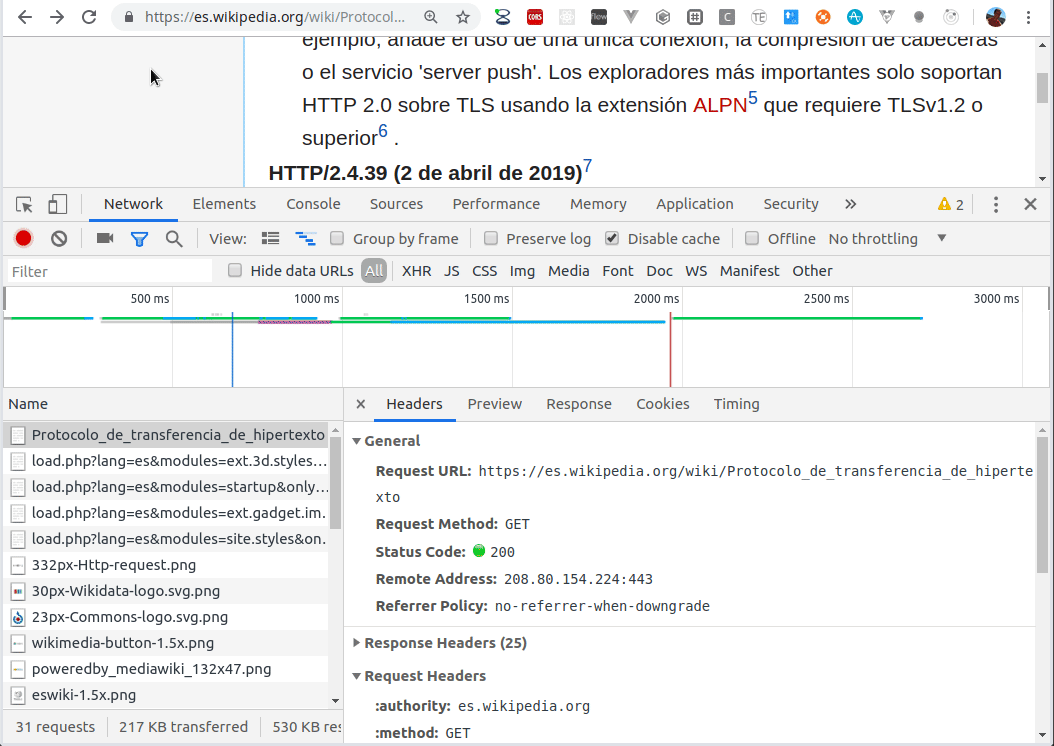 https://es.wikipedia.org/wiki/Protocol...
ejemplo, añade el uso de una única conexión, la compresión de cabeceras
o el servicio 'server push'. Los exploradores más importantes solo soportan
HTTP 2.0 sobre TLS usando la extensión ALPN5 que requiere TLSv1.2 o
superior6 .
HTTP/2.4.39 (2 de abril de 2019)7
Network Elements Console Sources Performance Memory Application Security » 2
View: Group by frame Preserve log Disable cache Offline No throttling
Filter Hide data URLs All XHR JS CSS Img Media Font Doc WS Manifest Other
500 ms 1000 ms 1500 ms 2000 ms 2500 ms 3000 ms
Name
Protocolo_de_transferencia_de_hipertexto
load.php?lang=es&modules=ext.3d.styles...
load.php?lang=es&modules=startup&only...
load.php?lang=es&modules=ext.gadget.im.
load.php?lang=es&modules=site.styles&on.
332px-Http-request.png
30px-Wikidata-logo.svg.png
23px-Commons-logo.svg.png
wikimedia-button-1.5x.png
poweredby_mediawiki_132x47.png
eswiki-1.5x.png
31 requests 217 KB transferred 530 KB res
Headers Preview Response Cookies Timing
General
Request URL: https://es.wikipedia.org/wiki/Protocolo_de_transferencia_de_hiperte
xto
Request Method: GET
Status Code: 200
Remote Address: 208.80.154.224:443
Referrer Policy: no-referrer-when-downgrade
Response Headers (25)
Request Headers
:authority: es.wikipedia.org
:method: GET